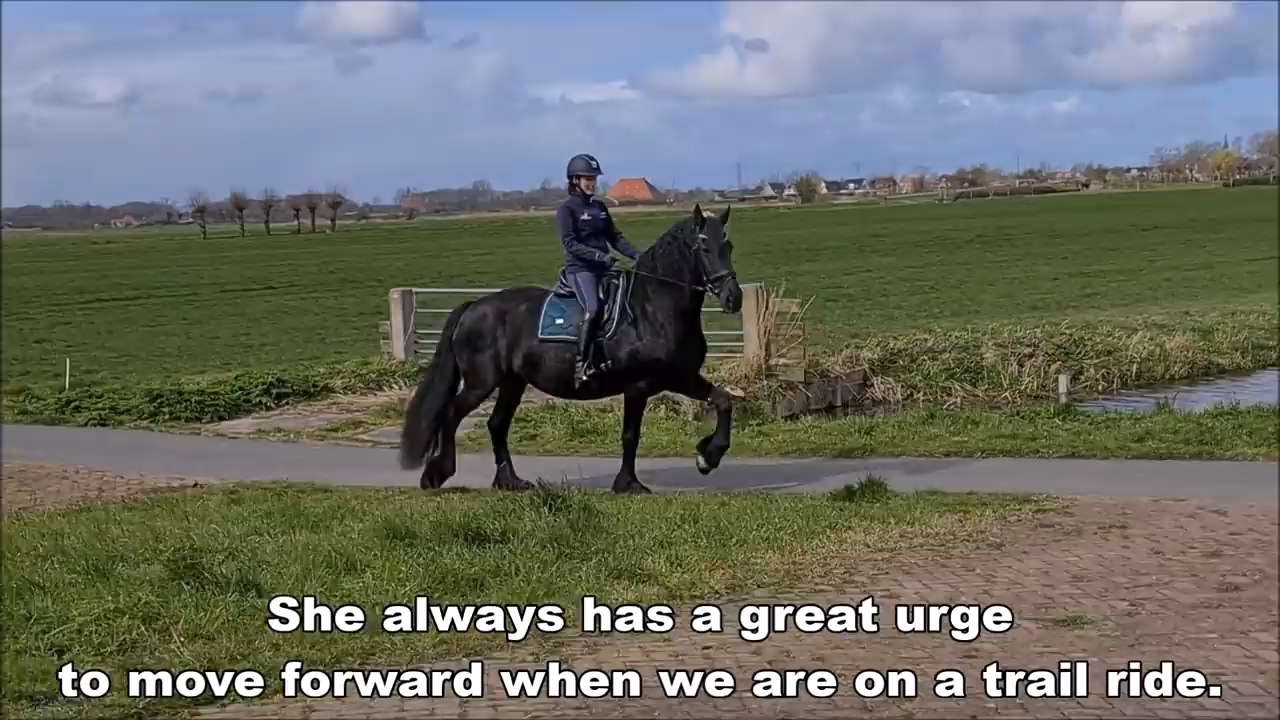 She always has a great urge
to move forward when we are on a trail ride.